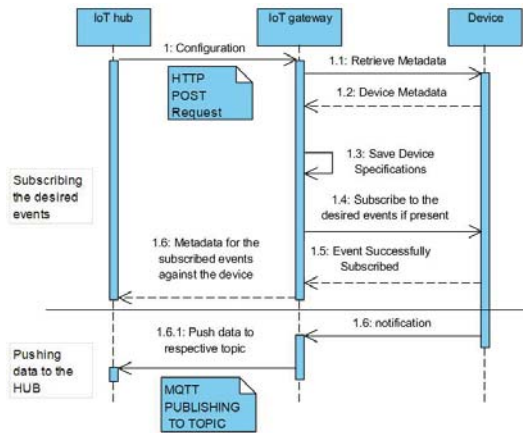 IoT hub
IoT gateway
Device
1: Configuration
HTTP
POST
Request
1.1: Retrieve Metadata
1.2: Device Metadata
1.3: Save Device
Specifications
Subscribing
the desired
events
1.4: Subscribe to the
desired events if present
1.6: Metadata for the
subscribed events
against the device
1.5: Event Successfully
Subscribed
1.6: notification
1.6.1: Push data to
respective topic
Pushing
data to the
HUB
MQTT
PUBLISHING
TO TOPIC